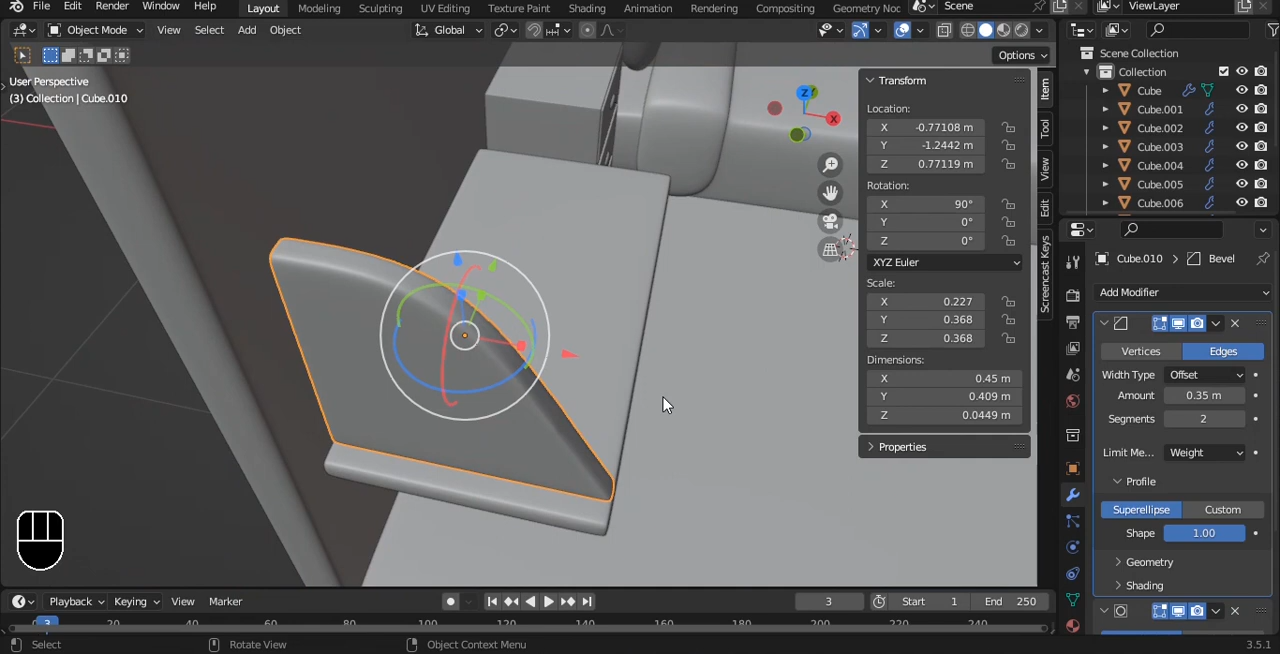 File Edit Render Window Help Layout Modeling Sculpting UV Editing Texture Paint Shading Animation Rendering Compositing Geometry Noc Scene ViewLayer
Object Mode View Select Add Object Global
Options
User Perspective
(3) Collection | Cube.010
Z
Y
X
Transform
Location:
X -0.77108 m
Y -1.2442 m
Z 0.77119 m
Rotation:
X 90°
Y 0°
Z 0°
XYZ Euler
Scale:
X 0.227
Y 0.368
Z 0.368
Dimensions:
X 0.45 m
Y 0.409 m
Z 0.0449 m
Properties
Item
Tool
View
Edit
Screencast Keys
Scene Collection
Collection
Cube
Cube.001
Cube.002
Cube.003
Cube.004
Cube.005
Cube.006
Cube.010 Bevel
Add Modifier
Vertices Edges
Width Type Offset
Amount 0.35 m
Segments 2
Limit Me... Weight
Profile
Superellipse Custom
Shape 1.00
Geometry
Shading
Playback Keying View Marker 3 Start 1 End 250
3 20 40 60 80 100 120 140 160 180 200 220 240
Select Rotate View Object Context Menu 3.5.1